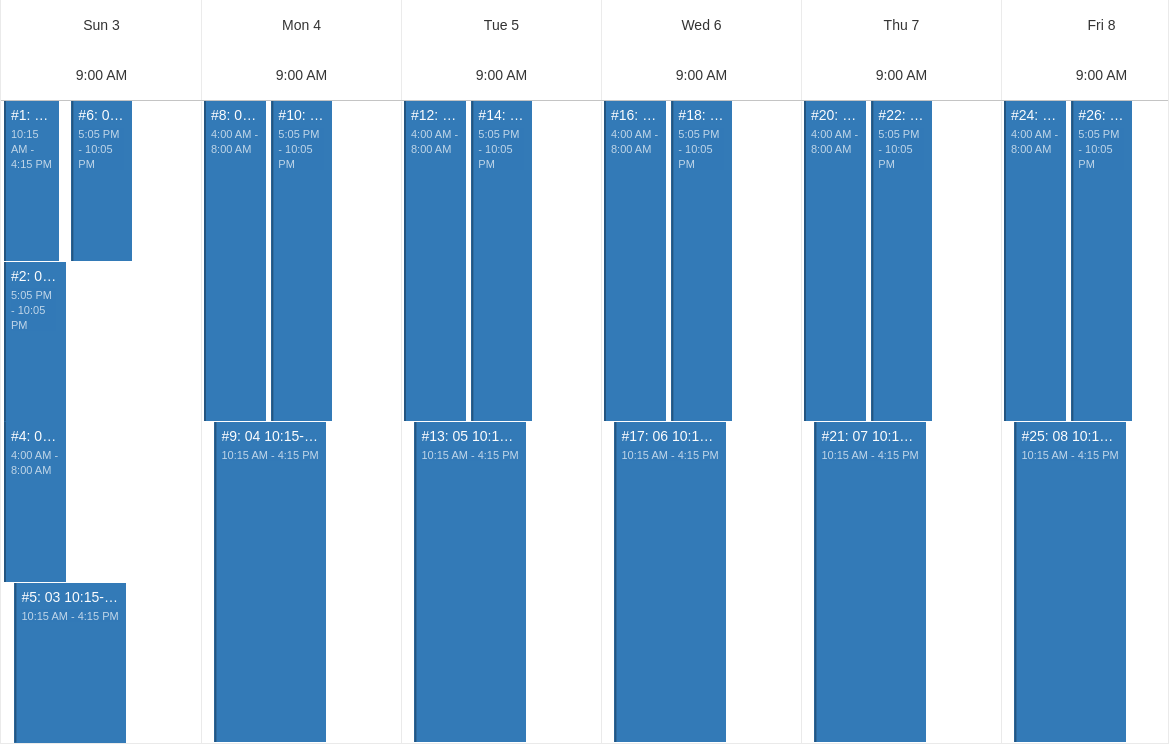 Sun 3
Mon 4
Tue 5
Wed 6
Thu 7
Fri 8
9:00 AM
9:00 AM
9:00 AM
9:00 AM
9:00 AM
9:00 AM
#1: …
10:15
AM -
4:15 PM
#6: 0…
5:05 PM
- 10:05
PM
#2: 0…
5:05 PM
- 10:05
PM
#4: 0…
4:00 AM -
8:00 AM
#5: 03 10:15-…
10:15 AM - 4:15 PM
#8: 0…
4:00 AM -
8:00 AM
#10: …
5:05 PM
- 10:05
PM
#9: 04 10:15-…
10:15 AM - 4:15 PM
#12: …
4:00 AM -
8:00 AM
#14: …
5:05 PM
- 10:05
PM
#13: 05 10:1…
10:15 AM - 4:15 PM
#16: …
4:00 AM -
8:00 AM
#18: …
5:05 PM
- 10:05
PM
#17: 06 10:1…
10:15 AM - 4:15 PM
#20: …
4:00 AM -
8:00 AM
#22: …
5:05 PM
- 10:05
PM
#21: 07 10:1…
10:15 AM - 4:15 PM
#24: …
4:00 AM -
8:00 AM
#26: …
5:05 PM
- 10:05
PM
#25: 08 10:1…
10:15 AM - 4:15 PM